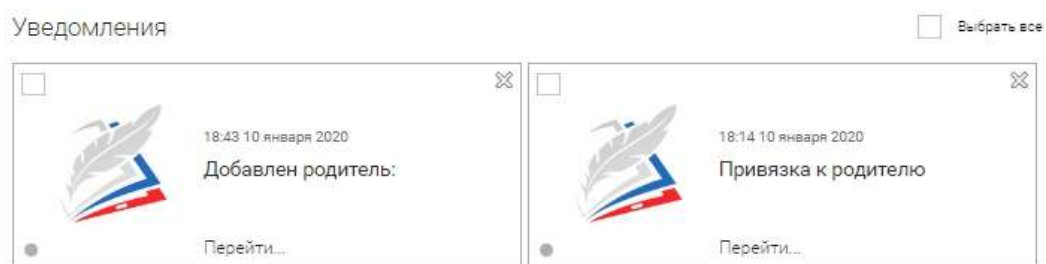 Уведомления
Выбрать все
18:43 10 января 2020
Добавлен родитель:
Перейти...
18:14 10 января 2020
Привязка к родителю
Перейти...